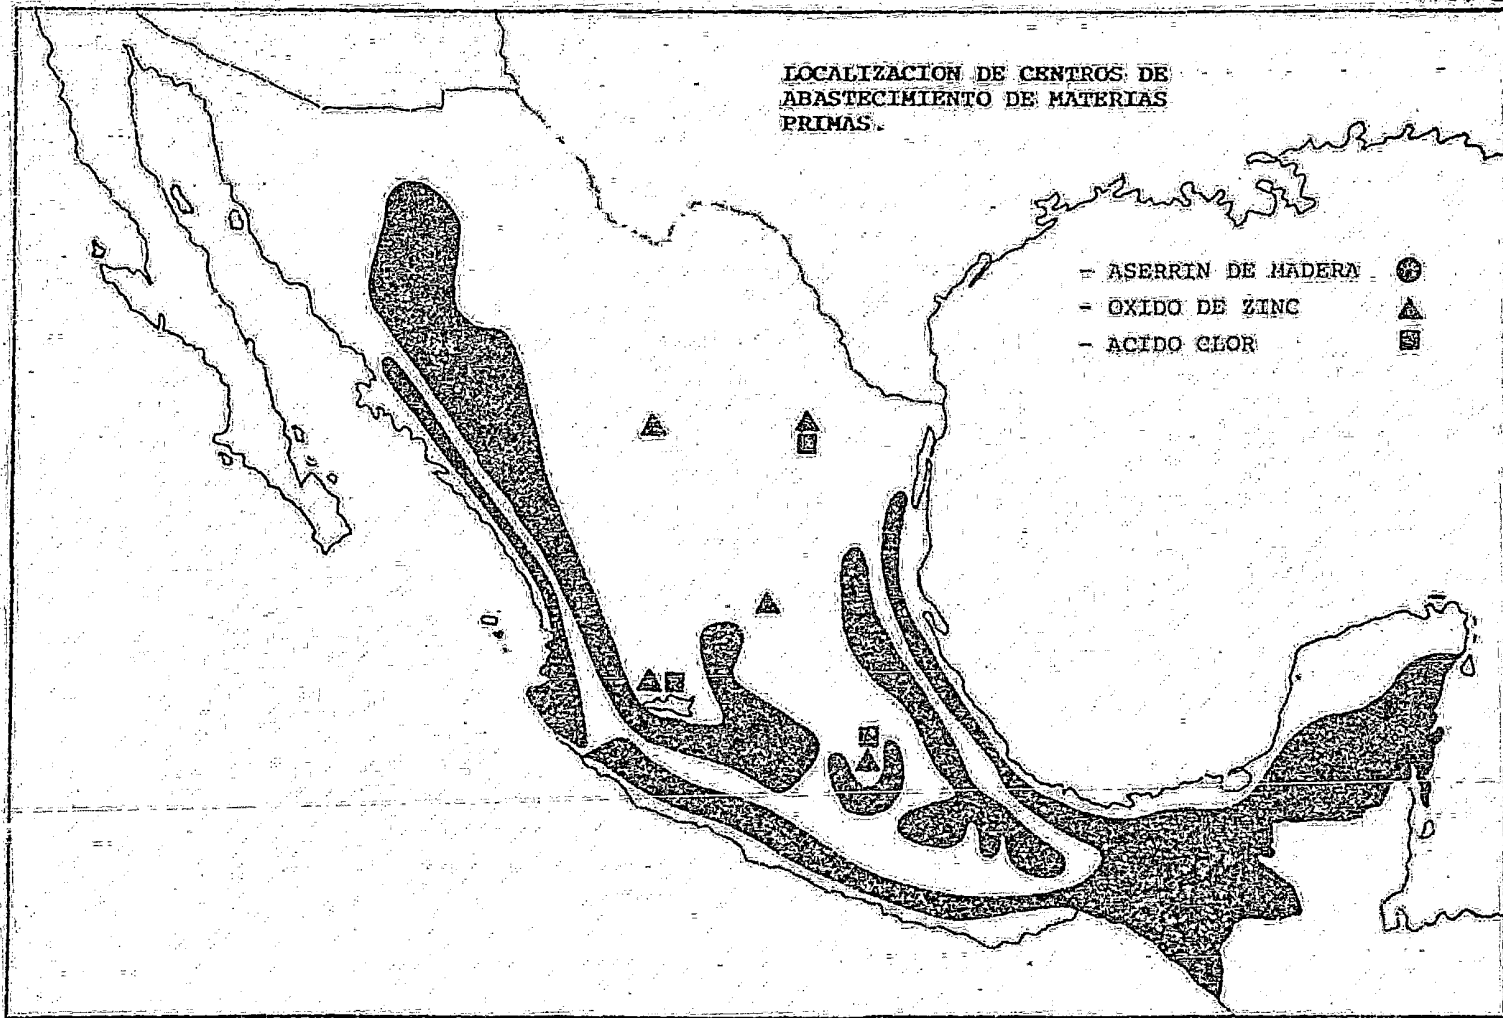 LOCALIZACION DE CENTROS DE
ABASTECIMIENTO DE MATERIAS
PRIMAS.
- ASERRIN DE MADERA
- OXIDO DE ZINC
- ACIDO CLOR